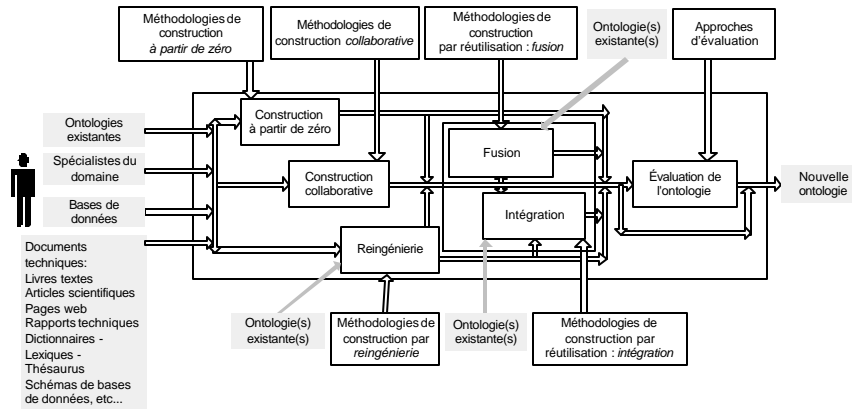 Méthodologies de
construction
à partir de zéro
Méthodologies de
construction collaborative
Méthodologies de construction
par réutilisation : fusion
Ontologie(s)
existante(s)
Approches
d'évaluation
Ontologies
existantes
Spécialistes du
domaine
Bases de
données
Documents
techniques:
Livres textes
Articles scientifiques
Pages web
Rapports techniques
Dictionnaires -
Lexiques -
Thésaurus
Schémas de bases
de données, etc...
Construction
à partir de zéro
Construction
collaborative
Reingénierie
Fusion
Intégration
Évaluation de
l'ontologie
Nouvelle
ontologie
Ontologie(s)
existante(s)
Méthodologies de
construction par
reingénierie
Ontologie(s)
existante(s)
Méthodologies de
construction par
réutilisation : intégration